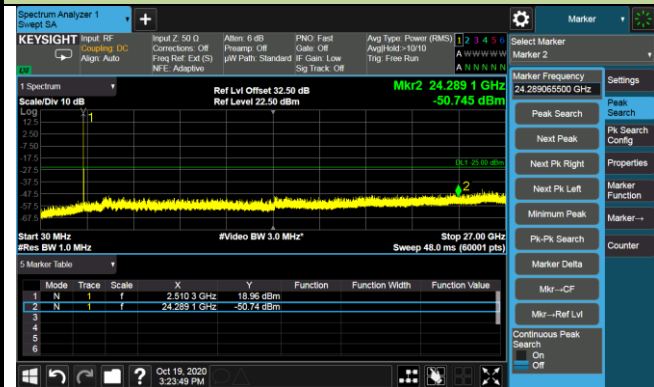 Spectrum Analyzer 1
Swept SA
Marker
KEYSIGHT
Input: RF
Coupling: DC
Align: Auto
Input Z: 50 Ω
Corrections: Off
Freq Ref: Ext (S)
NFE: Adaptive
Atten: 6 dB
Preamp: Off
µW Path: Standard
PNO: Fast
Gate: Off
IF Gain: Low
Sig Track: Off
Avg Type: Power (RMS)
Avg|Hold:>10/10
Trig: Free Run
1 2 3 4 5 6
A W W W W W
A N N N N N
Select Marker
Marker 2
1 Spectrum
Scale/Div 10 dB
Ref Lvl Offset 32.50 dB
Ref Level 22.50 dBm
Mkr2 24.289 1 GHz
-50.745 dBm
Log
12.5
2.50
-7.50
-17.5
-27.5
-37.5
-47.5
-57.5
-67.5
1
DL1 -25.00 dBm
2
Start 30 MHz
#Res BW 1.0 MHz
#Video BW 3.0 MHz*
Stop 27.00 GHz
Sweep 48.0 ms (60001 pts)
5 Marker Table
Mode Trace Scale X Y Function Function Width Function Value
1 N 1 f 2.510 3 GHz 18.96 dBm
2 N 1 f 24.289 1 GHz -50.74 dBm
3
4
5
6
Marker Frequency
24.289065500 GHz
Peak Search
Next Peak
Next Pk Right
Next Pk Left
Minimum Peak
Pk-Pk Search
Marker Delta
Mkr→CF
Mkr→Ref Lvl
Continuous Peak
Search
On
Off
Settings
Peak
Search
Pk Search
Config
Properties
Marker
Function
Marker→
Counter
Oct 19, 2020
3:23:49 PM